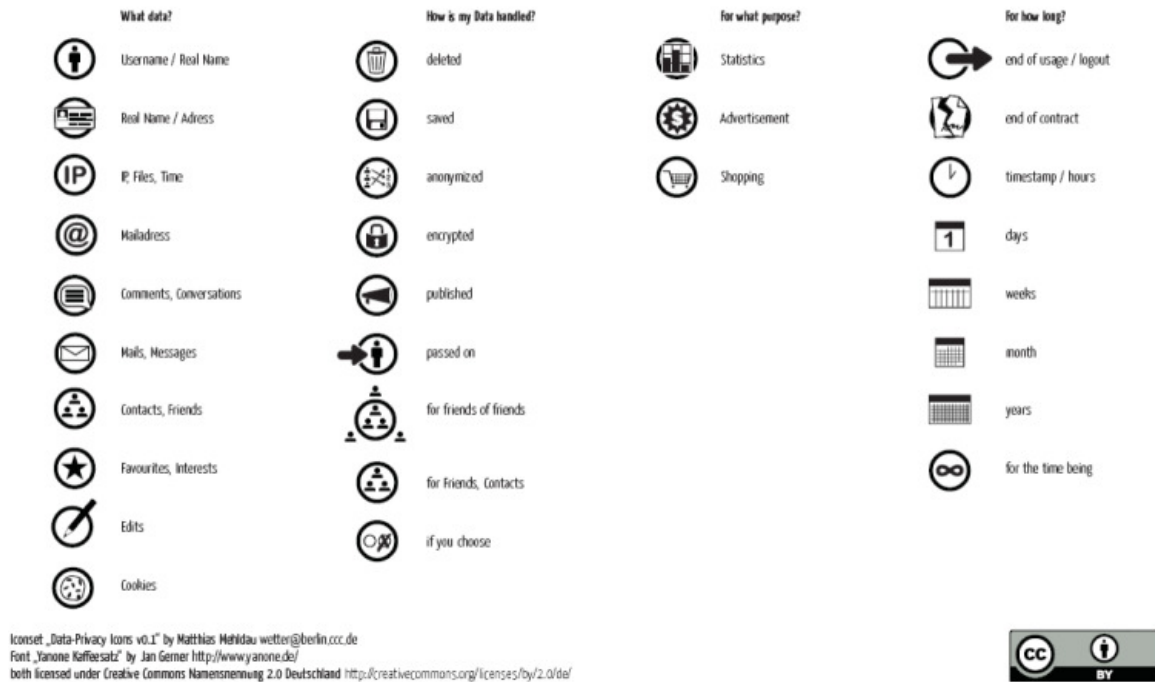 What data?
Username / Real Name
Real Name / Adress
IP
IP, Files, Time
@
Mailadress
Comments, Conversations
Mails, Messages
Contacts, Friends
Favourites, Interests
Edits
Cookies
How is my Data handled?
deleted
saved
anonymized
encrypted
published
passed on
for friends of friends
for Friends, Contacts
if you choose
For what purpose?
Statistics
$
Advertisement
Shopping
For how long?
end of usage / logout
end of contract
timestamp / hours
1
days
weeks
month
years
for the time being
Iconset „Data-Privacy Icons v0.1" by Matthias Mehldau wetter@berlin.ccc.de
Font „Yanone Kaffeesatz" by Jan Gerner http://www.yanone.de/
both licensed under Creative Commons Namensnennung 2.0 Deutschland http://creativecommons.org/licenses/by/2.0/de/
cc
BY